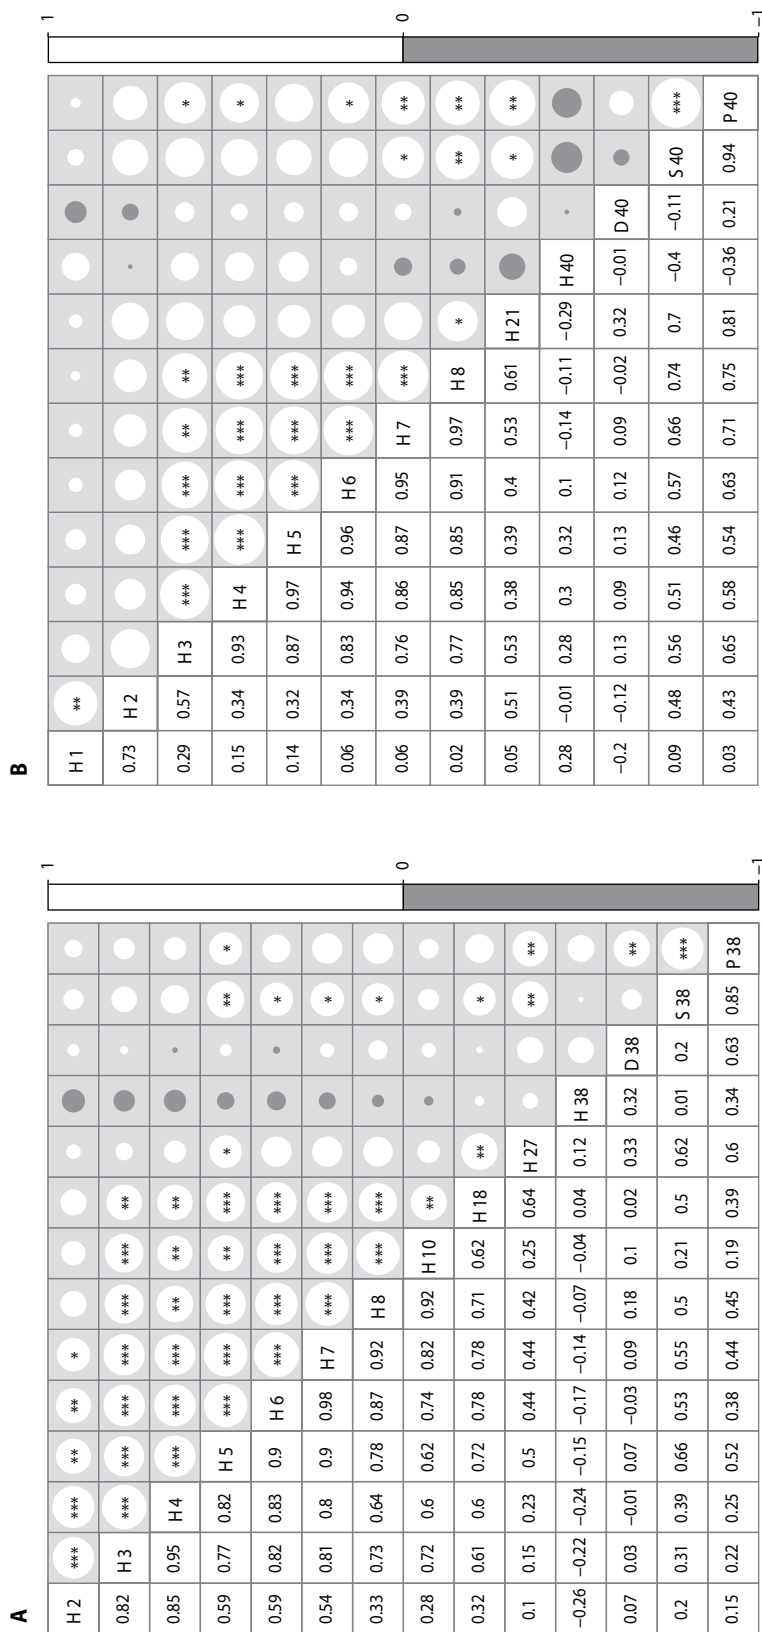 A
0.15 0.2 0.07 −0.26 0.1 0.32 0.28 0.33 0.54 0.59 0.59 0.85 0.82 H 2
0.22 0.31 0.03 −0.22 0.15 0.61 0.72 0.73 0.81 0.82 0.77 0.95 H 3 ***
0.25 0.39 −0.01 −0.24 0.23 0.6 0.6 0.64 0.8 0.83 0.82 H 4 *** ***
0.52 0.66 0.07 −0.15 0.5 0.72 0.62 0.78 0.9 0.9 H 5 *** *** **
0.38 0.53 −0.03 −0.17 0.44 0.78 0.74 0.87 0.98 H 6 *** *** *** **
0.44 0.55 0.09 −0.14 0.44 0.78 0.82 0.92 H 7 *** *** *** *** *
0.45 0.5 0.18 −0.07 0.42 0.71 0.92 H 8 *** *** *** ** ***
0.19 0.21 0.1 −0.04 0.25 0.62 H 10 *** *** *** ** ** ***
0.39 0.5 0.02 0.04 0.64 H 18 ** *** *** *** *** ** **
0.6 0.62 0.33 0.12 H 27 ** *
0.34 0.01 0.32 H 38
0.63 0.2 D 38
0.85 S 38 ** * * * * **
P 38 *** ** ** *
−1 0 1
B
0.03 0.09 −0.2 0.28 0.05 0.02 0.06 0.06 0.14 0.15 0.29 0.73 H 1
0.43 0.48 −0.12 −0.01 0.51 0.39 0.39 0.34 0.32 0.34 0.57 H 2 **
0.65 0.56 0.13 0.28 0.53 0.77 0.76 0.83 0.87 0.93 H 3
0.58 0.51 0.09 0.3 0.38 0.85 0.86 0.94 0.97 H 4 ***
0.54 0.46 0.13 0.32 0.39 0.85 0.87 0.96 H 5 *** ***
0.63 0.57 0.12 0.1 0.4 0.91 0.95 H 6 *** *** ***
0.71 0.66 0.09 −0.14 0.53 0.97 H 7 *** *** *** **
0.75 0.74 −0.02 −0.11 0.61 H 8 *** *** *** *** **
0.81 0.7 0.32 −0.29 H 21 *
−0.36 −0.4 −0.01 H 40
0.21 −0.11 D 40
0.94 S 40 * ** *
P 40 *** ** ** ** * * *
−1 0 1